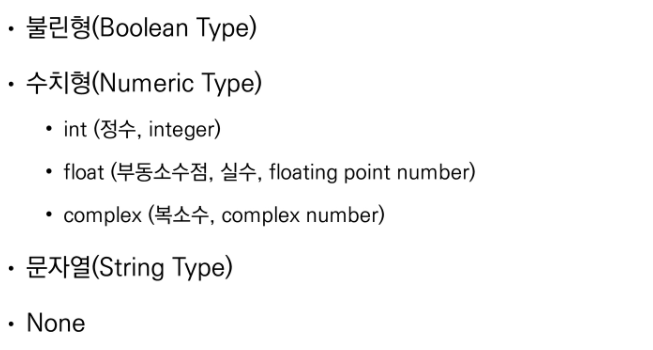 • 불린형(Boolean Type)
• 수치형(Numeric Type)
• int (정수, integer)
• float (부동소수점, 실수, floating point number)
• complex (복소수, complex number)
• 문자열(String Type)
• None